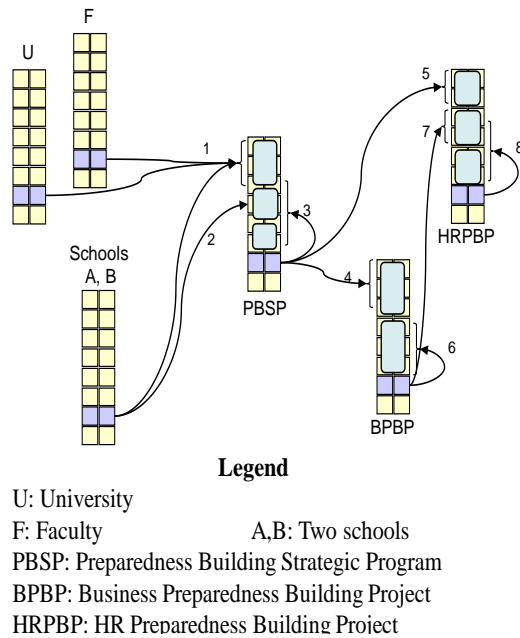 F
U
5
1
7
8
HRPBP
Schools
A, B
2
3
4
PBSP
6
BPBP
Legend
U: University
F: Faculty A,B: Two schools
PBSP: Preparedness Building Strategic Program
BPBP: Business Preparedness Building Project
HRPBP: HR Preparedness Building Project